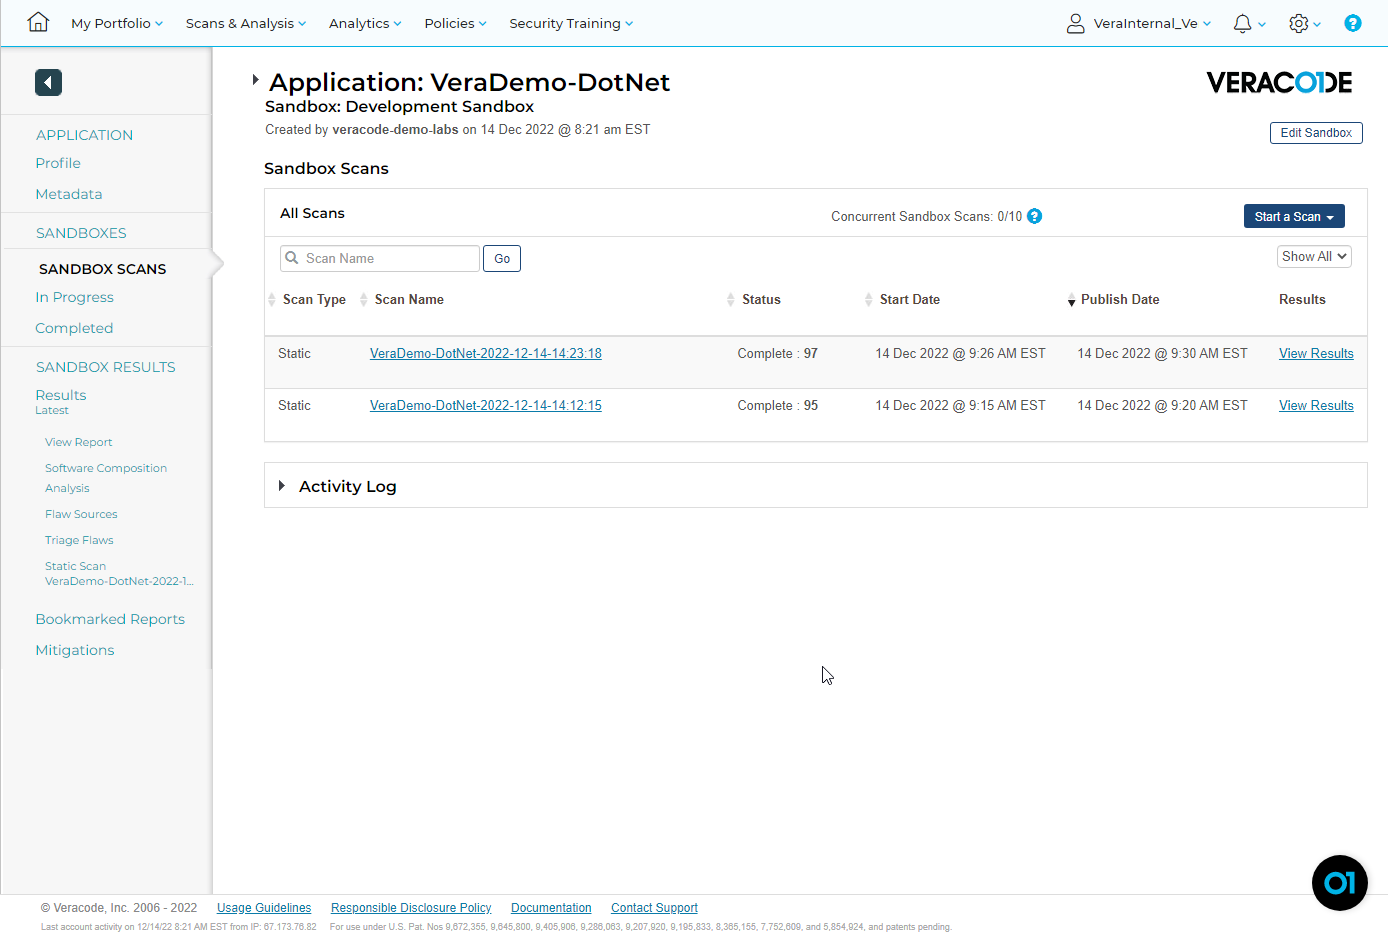 My Portfolio Scans & Analysis Analytics Policies Security Training VeraInternal_Ve
Application: VeraDemo-DotNet
VERACODE
Sandbox: Development Sandbox
Created by veracode-demo-labs on 14 Dec 2022 @ 8:21 am EST
Edit Sandbox
APPLICATION
Profile
Metadata
SANDBOXES
SANDBOX SCANS
In Progress
Completed
SANDBOX RESULTS
Results
Latest
View Report
Software Composition
Analysis
Flaw Sources
Triage Flaws
Static Scan
VeraDemo-DotNet-2022-1...
Bookmarked Reports
Mitigations
Sandbox Scans
All Scans
Concurrent Sandbox Scans: 0/10 ?
Start a Scan
Scan Name Go
Show All
Scan Type Scan Name Status Start Date Publish Date Results
Static VeraDemo-DotNet-2022-12-14-14:23:18 Complete : 97 14 Dec 2022 @ 9:26 AM EST 14 Dec 2022 @ 9:30 AM EST View Results
Static VeraDemo-DotNet-2022-12-14-14:12:15 Complete : 95 14 Dec 2022 @ 9:15 AM EST 14 Dec 2022 @ 9:20 AM EST View Results
Activity Log
© Veracode, Inc. 2006 - 2022 Usage Guidelines Responsible Disclosure Policy Documentation Contact Support
Last account activity on 12/14/22 8:21 AM EST from IP: 67.173.76.82 For use under U.S. Pat. Nos 9,672,355, 9,645,800, 9,405,906, 9,286,063, 9,207,920, 9,195,833, 8,365,155, 7,752,609, and 5,854,924, and patents pending.
01